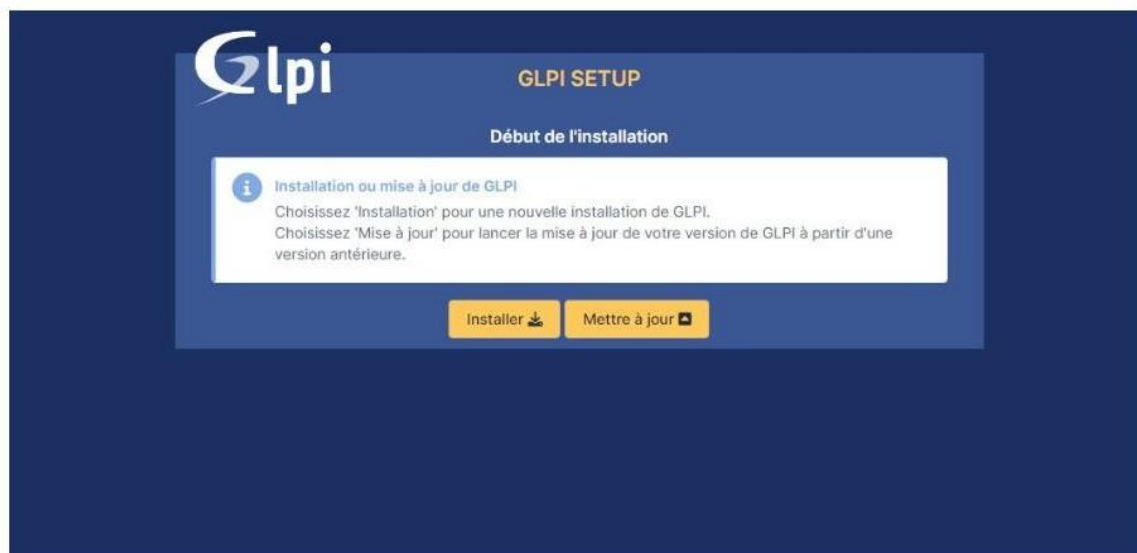 Glpi
GLPI SETUP
Début de l'installation
Installation ou mise à jour de GLPI
Choisissez 'Installation' pour une nouvelle installation de GLPI.
Choisissez 'Mise à jour' pour lancer la mise à jour de votre version de GLPI à partir d'une
version antérieure.
Installer
Mettre à jour